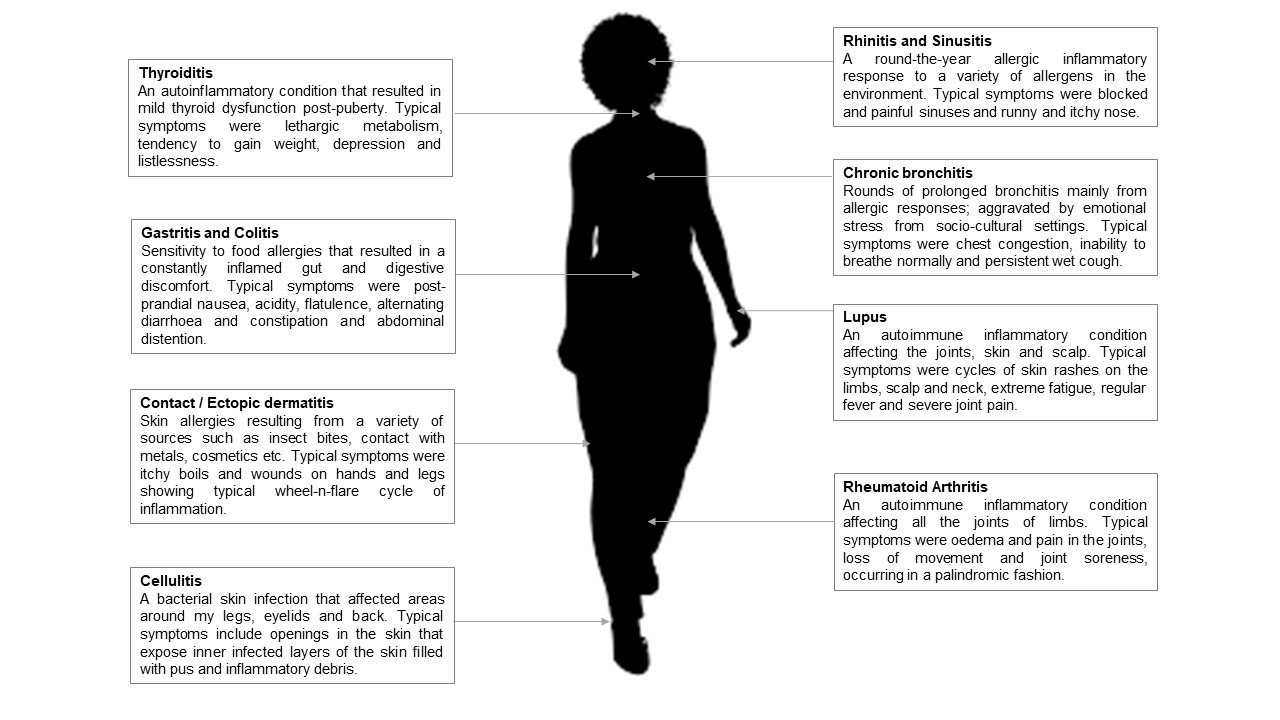 Thyroiditis
An autoinflammatory condition that resulted in
mild thyroid dysfunction post-puberty. Typical
symptoms were lethargic metabolism,
tendency to gain weight, depression and
listlessness.
Gastritis and Colitis
Sensitivity to food allergies that resulted in a
constantly inflamed gut and digestive
discomfort. Typical symptoms were post-
prandial nausea, acidity, flatulence, alternating
diarrhoea and constipation and abdominal
distention.
Contact / Ectopic dermatitis
Skin allergies resulting from a variety of
sources such as insect bites, contact with
metals, cosmetics etc. Typical symptoms were
itchy boils and wounds on hands and legs
showing typical wheel-n-flare cycle of
inflammation.
Cellulitis
A bacterial skin infection that affected areas
around my legs, eyelids and back. Typical
symptoms include openings in the skin that
expose inner infected layers of the skin filled
with pus and inflammatory debris.
Rhinitis and Sinusitis
A round-the-year allergic inflammatory
response to a variety of allergens in the
environment. Typical symptoms were blocked
and painful sinuses and runny and itchy nose.
Chronic bronchitis
Rounds of prolonged bronchitis mainly from
allergic responses; aggravated by emotional
stress from socio-cultural settings. Typical
symptoms were chest congestion, inability to
breathe normally and persistent wet cough.
Lupus
An autoimmune inflammatory condition
affecting the joints, skin and scalp. Typical
symptoms were cycles of skin rashes on the
limbs, scalp and neck, extreme fatigue, regular
fever and severe joint pain.
Rheumatoid Arthritis
An autoimmune inflammatory condition
affecting all the joints of limbs. Typical
symptoms were oedema and pain in the joints,
loss of movement and joint soreness,
occurring in a palindromic fashion.